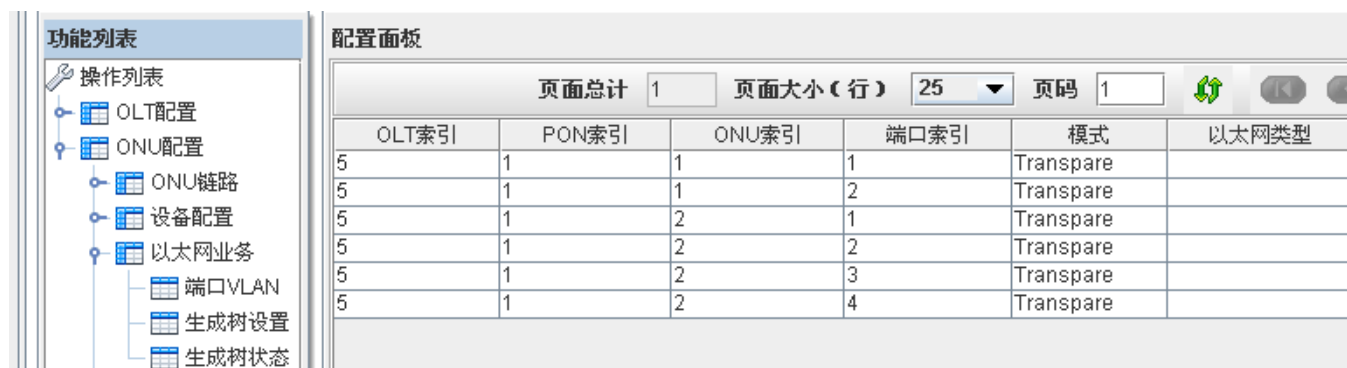 功能列表
操作列表
OLT配置
ONU配置
ONU链路
设备配置
以太网业务
端口VLAN
生成树设置
生成树状态
配置面板
页面总计 1 页面大小(行) 25 页码 1
OLT索引 PON索引 ONU索引 端口索引 模式 以太网类型
5 1 1 1 Transpare
5 1 1 2 Transpare
5 1 2 1 Transpare
5 1 2 2 Transpare
5 1 2 3 Transpare
5 1 2 4 Transpare